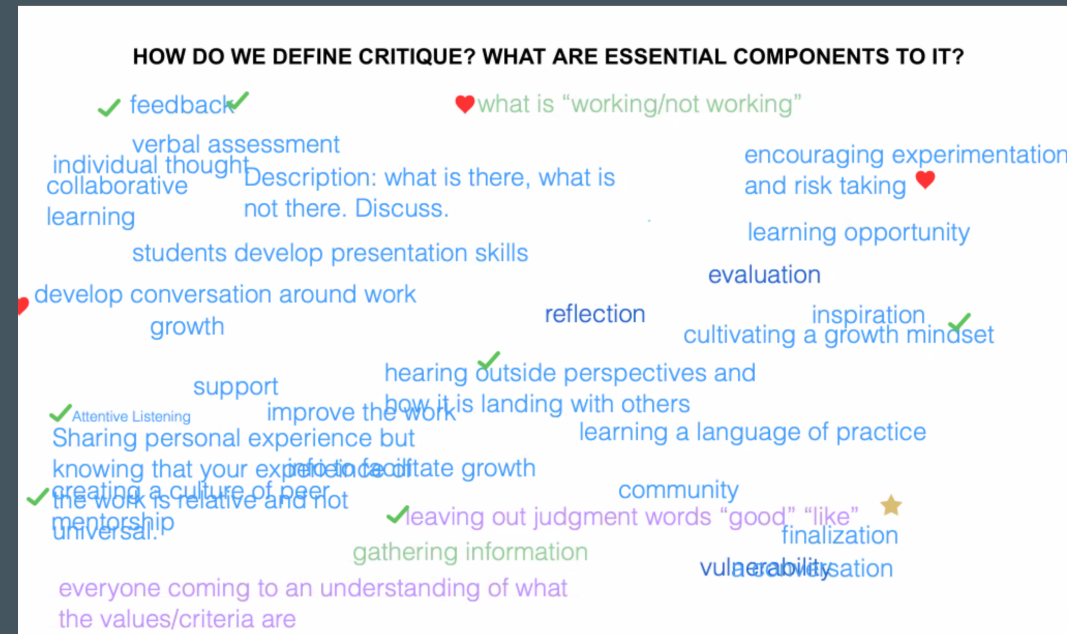 HOW DO WE DEFINE CRITIQUE? WHAT ARE ESSENTIAL COMPONENTS TO IT?
feedback
what is “working/not working”
verbal assessment
individual thought
collaborative
learning
Description: what is there, what is
not there. Discuss.
encouraging experimentation
and risk taking
learning opportunity
students develop presentation skills
evaluation
develop conversation around work
growth
reflection
inspiration
cultivating a growth mindset
hearing outside perspectives and
how it is landing with others
support
improve the work
Attentive Listening
learning a language of practice
Sharing personal experience but
knowing that your experience of
the work is relative and not
universal.
info to facilitate growth
creating a culture of peer
mentorship
community
leaving out judgment words “good” “like”
finalization
gathering information
vulnerability
a conversation
everyone coming to an understanding of what
the values/criteria are